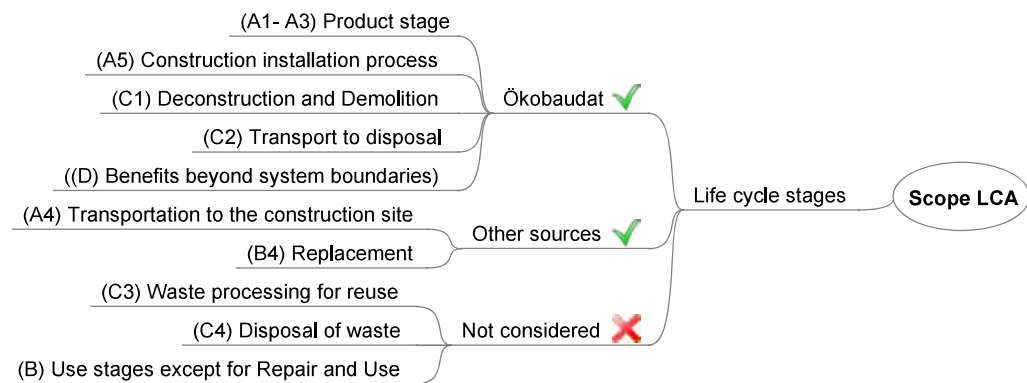 (A1- A3) Product stage
(A5) Construction installation process
(C1) Deconstruction and Demolition
Ökobaudat
(C2) Transport to disposal
((D) Benefits beyond system boundaries)
(A4) Transportation to the construction site
Other sources
(B4) Replacement
Life cycle stages
Scope LCA
(C3) Waste processing for reuse
(C4) Disposal of waste
Not considered
(B) Use stages except for Repair and Use